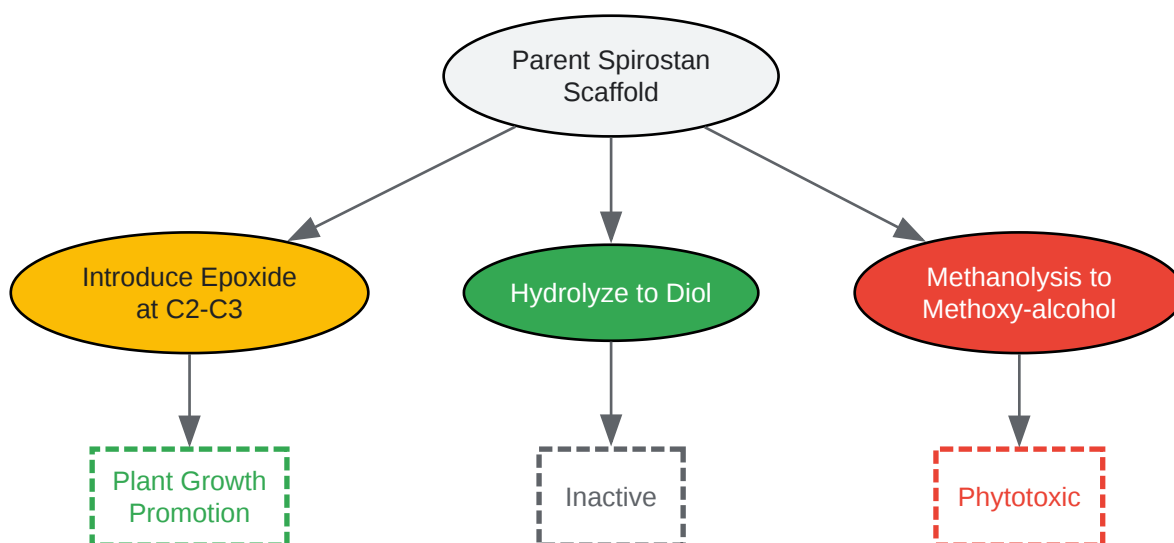 Parent Spirostan
Scaffold
Introduce Epoxide
at C2-C3
Hydrolyze to Diol
Methanolysis to
Methoxy-alcohol
Plant Growth
Promotion
Inactive
Phytotoxic